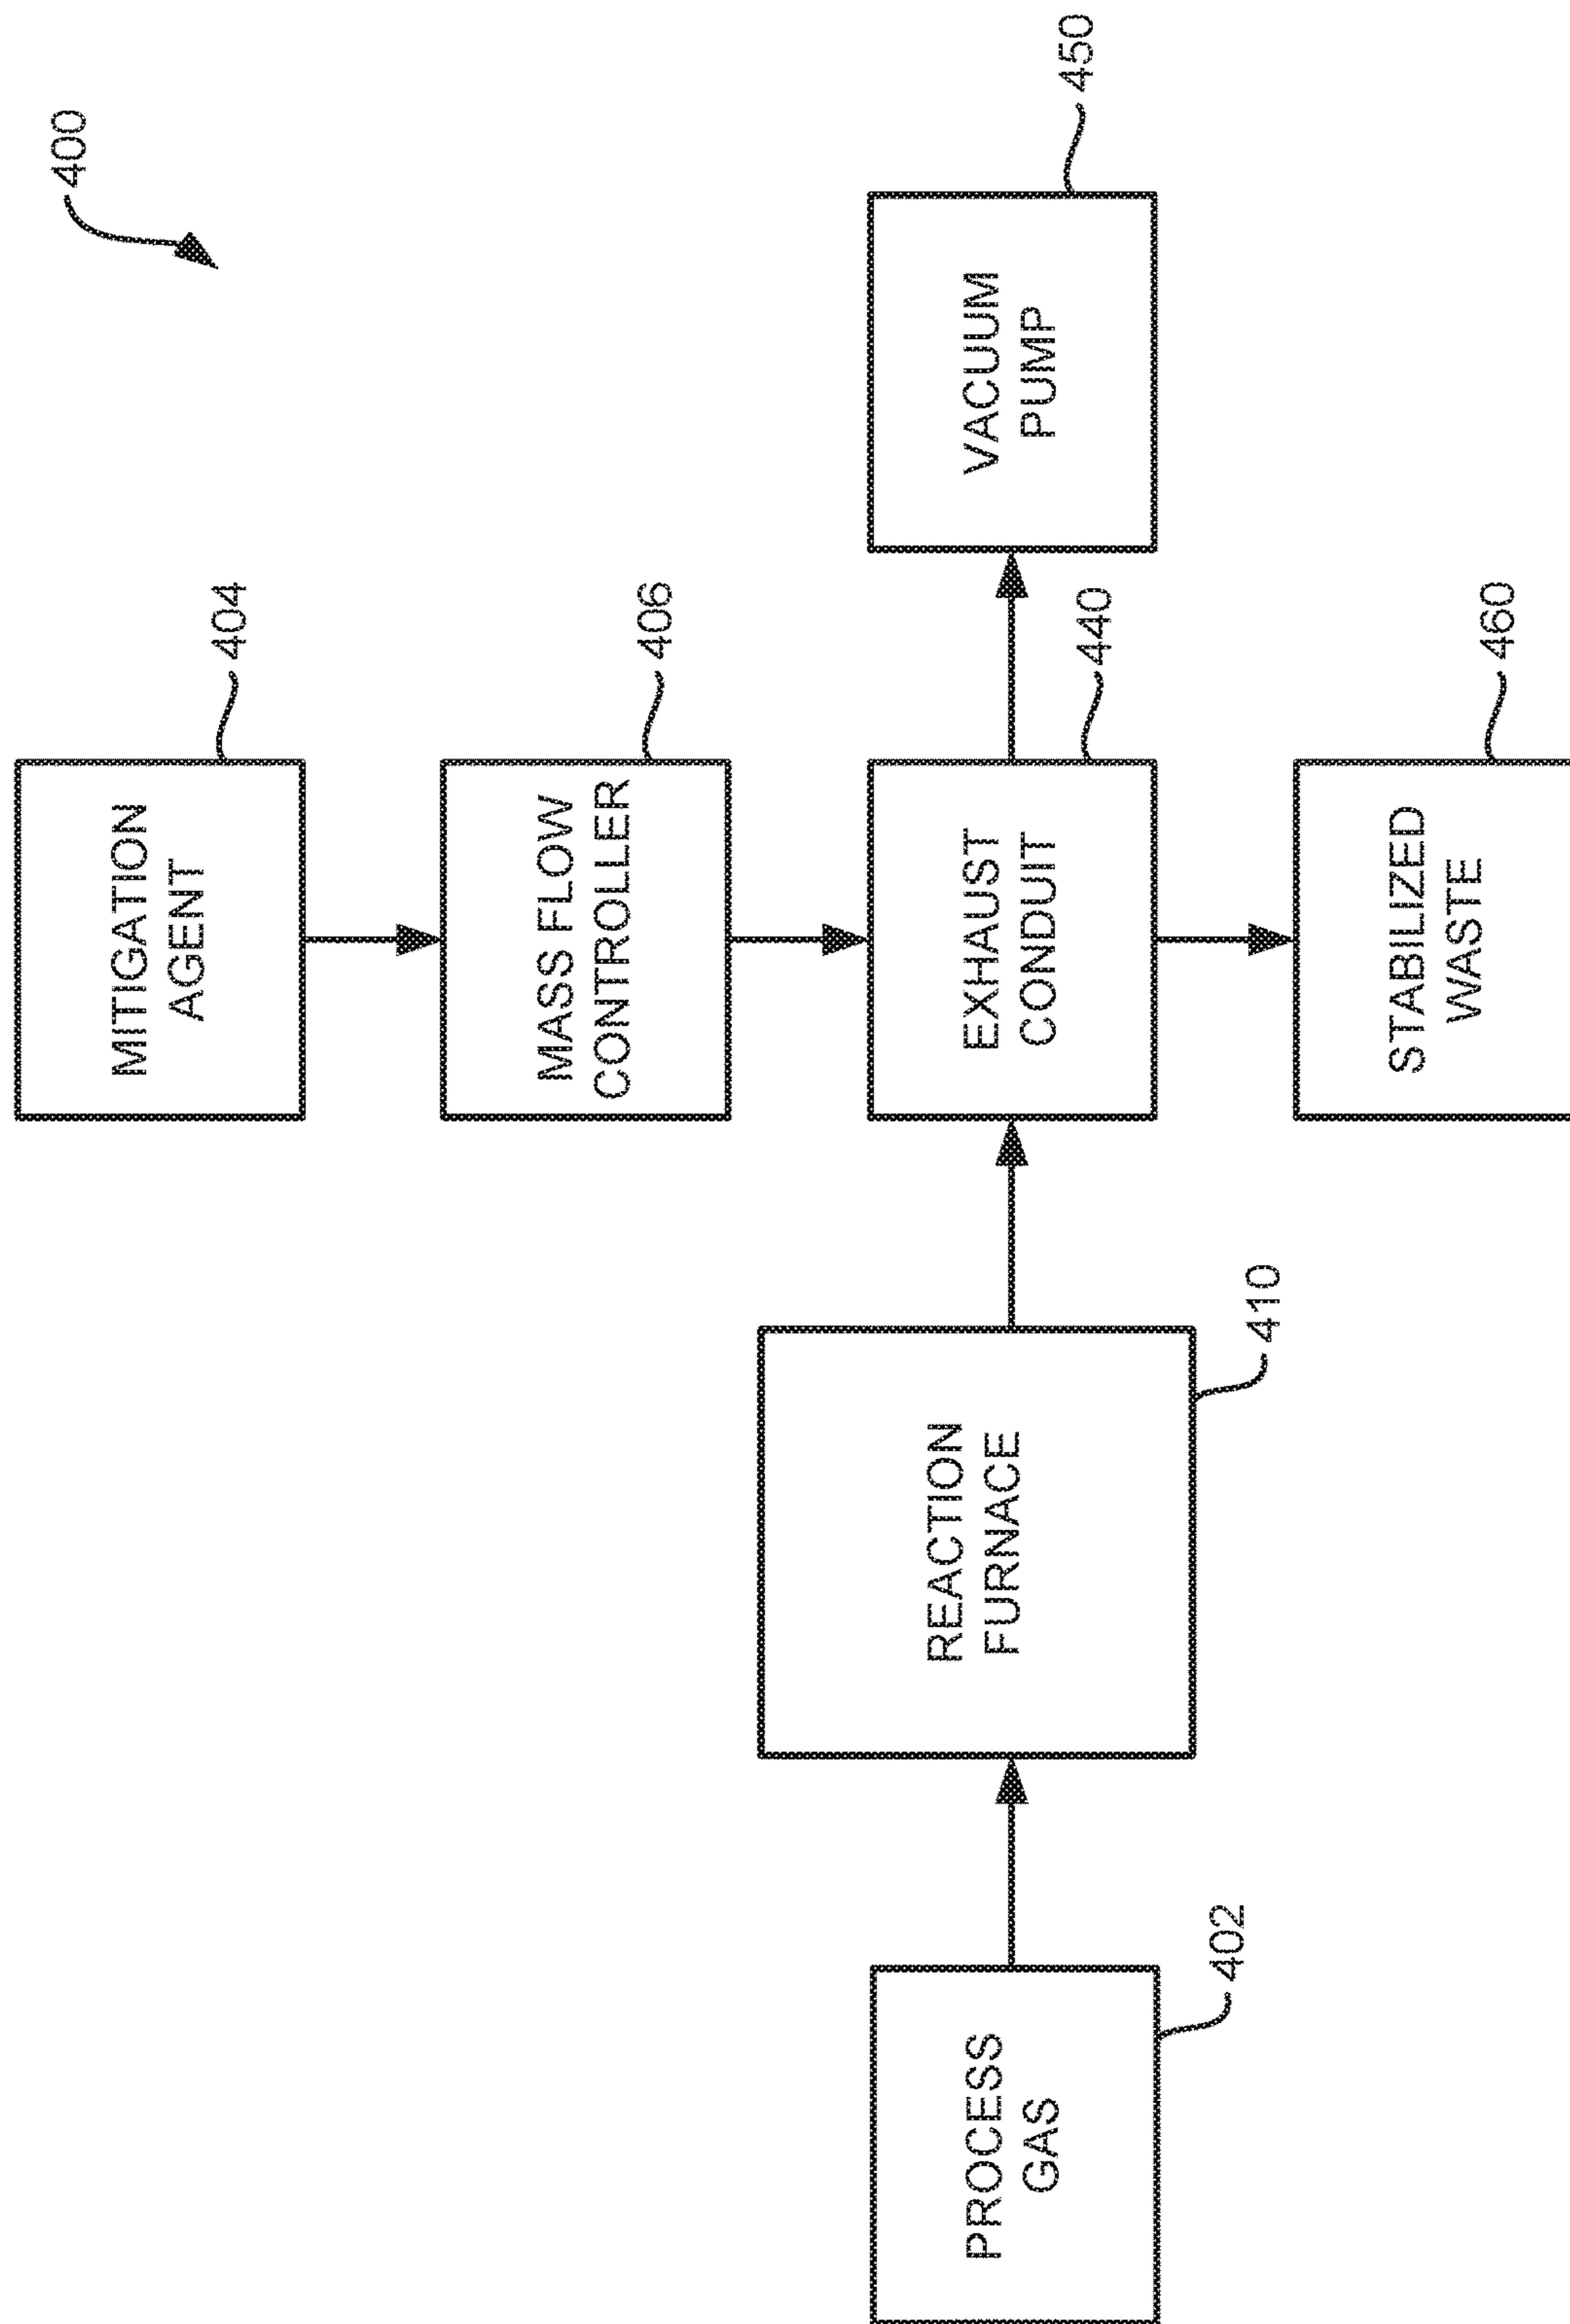 400
MITIGATION
AGENT
404
MASS FLOW
CONTROLLER
406
PROCESS
GAS
402
REACTION
FURNACE
410
EXHAUST
CONDUIT
440
VACUUM
PUMP
450
STABILIZED
WASTE
460